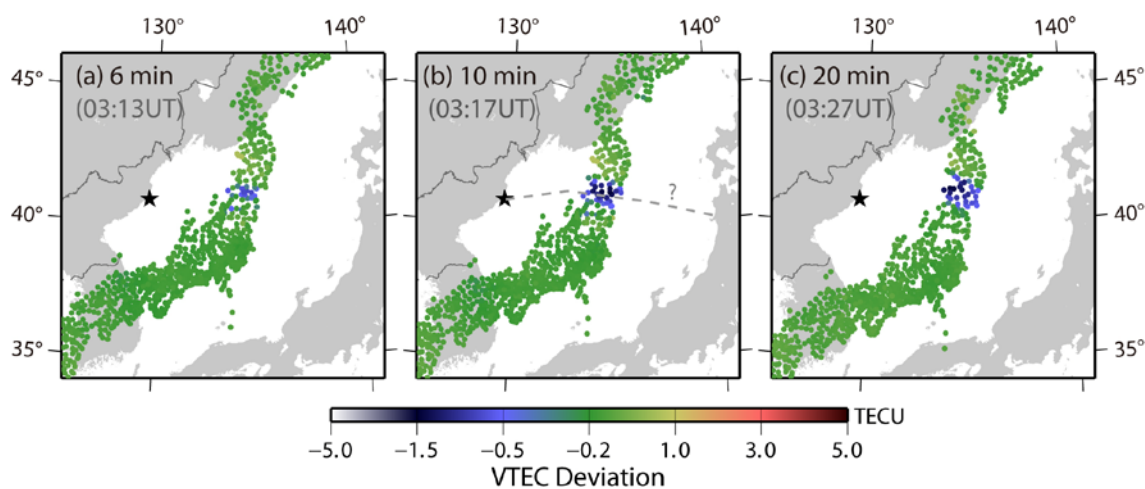 130° 140° 130° 140° 130° 140°
45° (a) 6 min (b) 10 min (c) 20 min 45°
(03:13UT) (03:17UT) (03:27UT)
?
40° 40°
35° 35°
TECU
−5.0 −1.5 −0.5 −0.2 1.0 3.0 5.0
VTEC Deviation